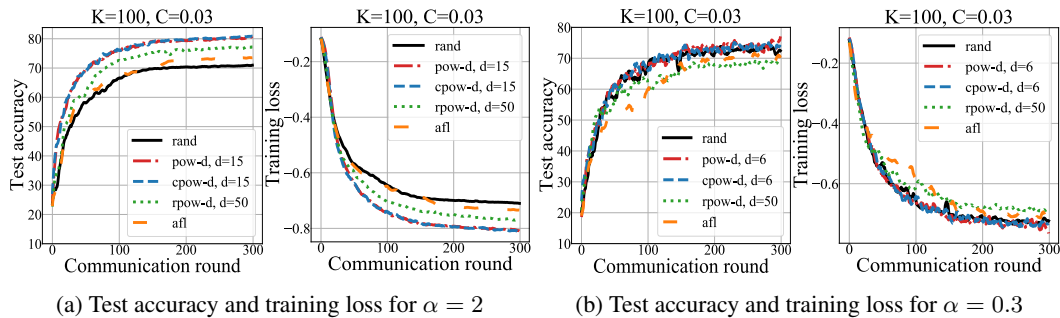 K=100, C=0.03
Test accuracy
80
70
60
50
40
30
20
10
0
100
200
300
Communication round
rand
pow-d, d=15
cpow-d, d=15
rpow-d, d=50
afl
K=100, C=0.03
Training loss
−0.2
−0.4
−0.6
−0.8
0
100
200
300
Communication round
rand
pow-d, d=15
cpow-d, d=15
rpow-d, d=50
afl
(a) Test accuracy and training loss for α = 2
K=100, C=0.03
Test accuracy
80
70
60
50
40
30
20
10
0
100
200
300
Communication round
rand
pow-d, d=6
cpow-d, d=6
rpow-d, d=50
afl
K=100, C=0.03
Training loss
−0.2
−0.4
−0.6
0
100
200
300
Communication round
rand
pow-d, d=6
cpow-d, d=6
rpow-d, d=50
afl
(b) Test accuracy and training loss for α = 0.3